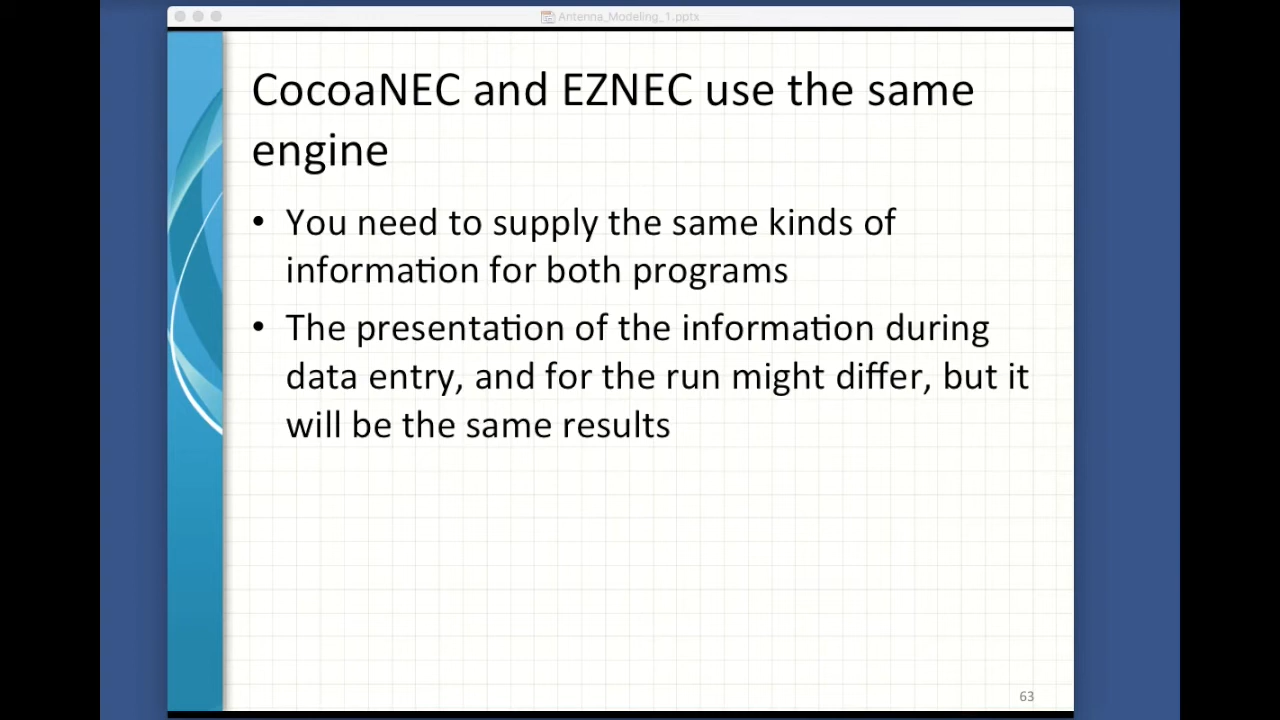 Antenna_Modeling_1.pptx
CocoaNEC and EZNEC use the same
engine
• You need to supply the same kinds of
information for both programs
• The presentation of the information during
data entry, and for the run might differ, but it
will be the same results
63